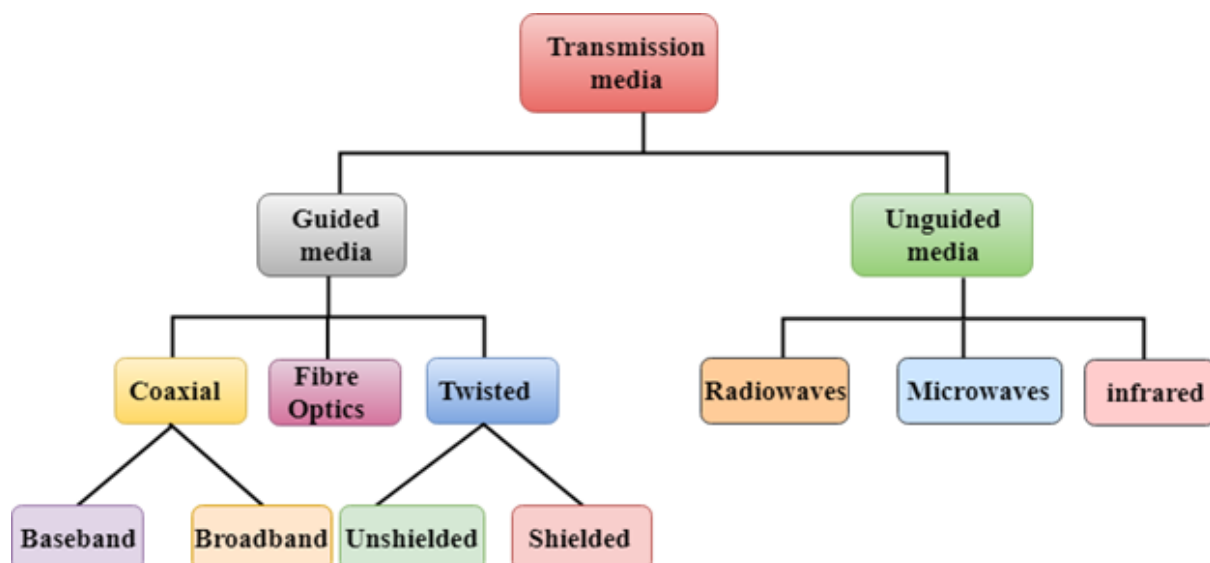 Transmission
media
Guided
media
Unguided
media
Coaxial
Fibre
Optics
Twisted
Radiowaves
Microwaves
infrared
Baseband
Broadband
Unshielded
Shielded